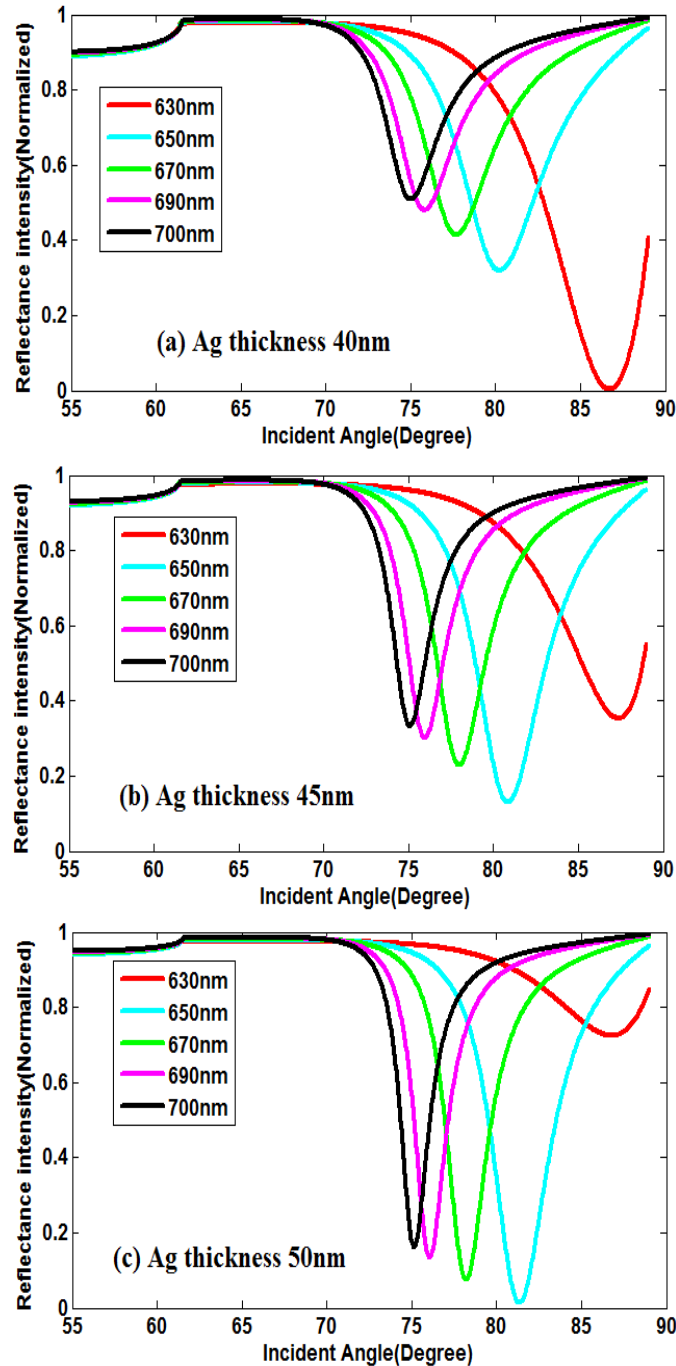 Reflectance intensity(Normalized)
1
0.8
0.6
0.4
0.2
0
630nm
650nm
670nm
690nm
700nm
(a) Ag thickness 40nm
55 60 65 70 75 80 85 90
Incident Angle(Degree)
Reflectance intensity(Normalized)
1
0.8
0.6
0.4
0.2
0
630nm
650nm
670nm
690nm
700nm
(b) Ag thickness 45nm
55 60 65 70 75 80 85 90
Incident Angle(Degree)
Reflectance intensity(Normalized)
1
0.8
0.6
0.4
0.2
0
630nm
650nm
670nm
690nm
700nm
(c) Ag thickness 50nm
55 60 65 70 75 80 85 90
Incident Angle(Degree)